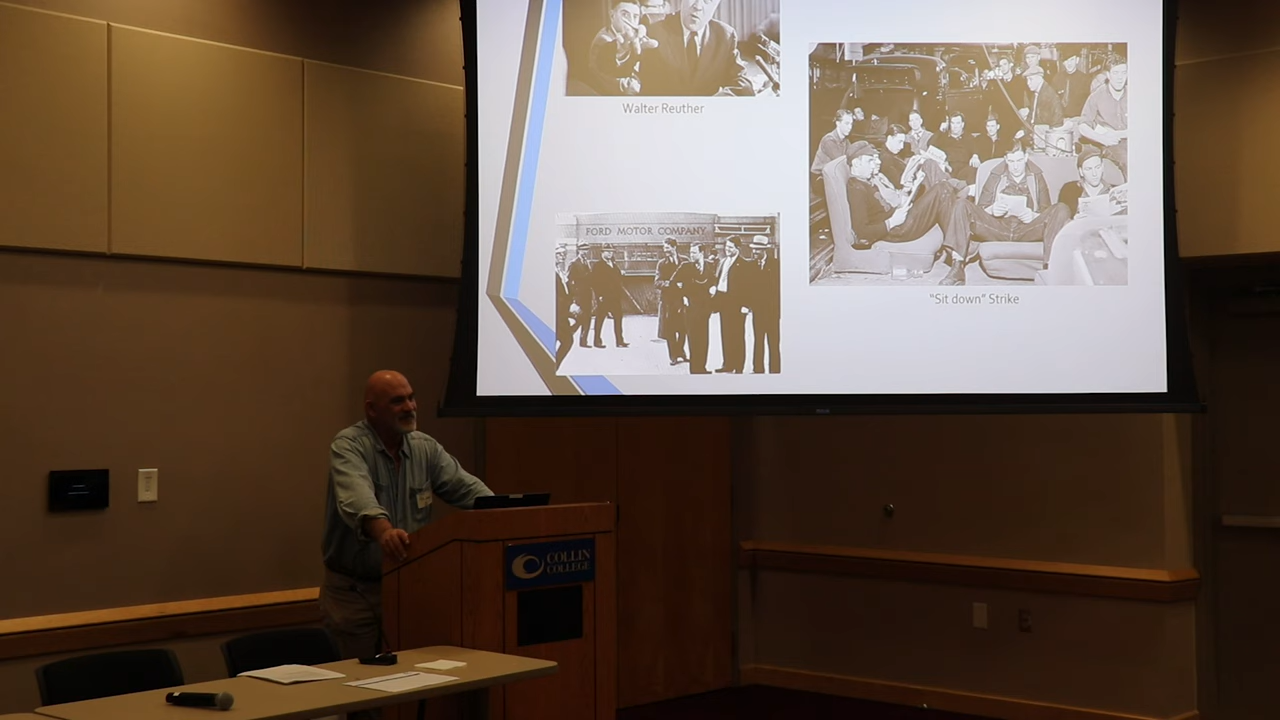 Walter Reuther
FORD MOTOR COMPANY
"Sit down" Strike
COLLIN
COLLEGE